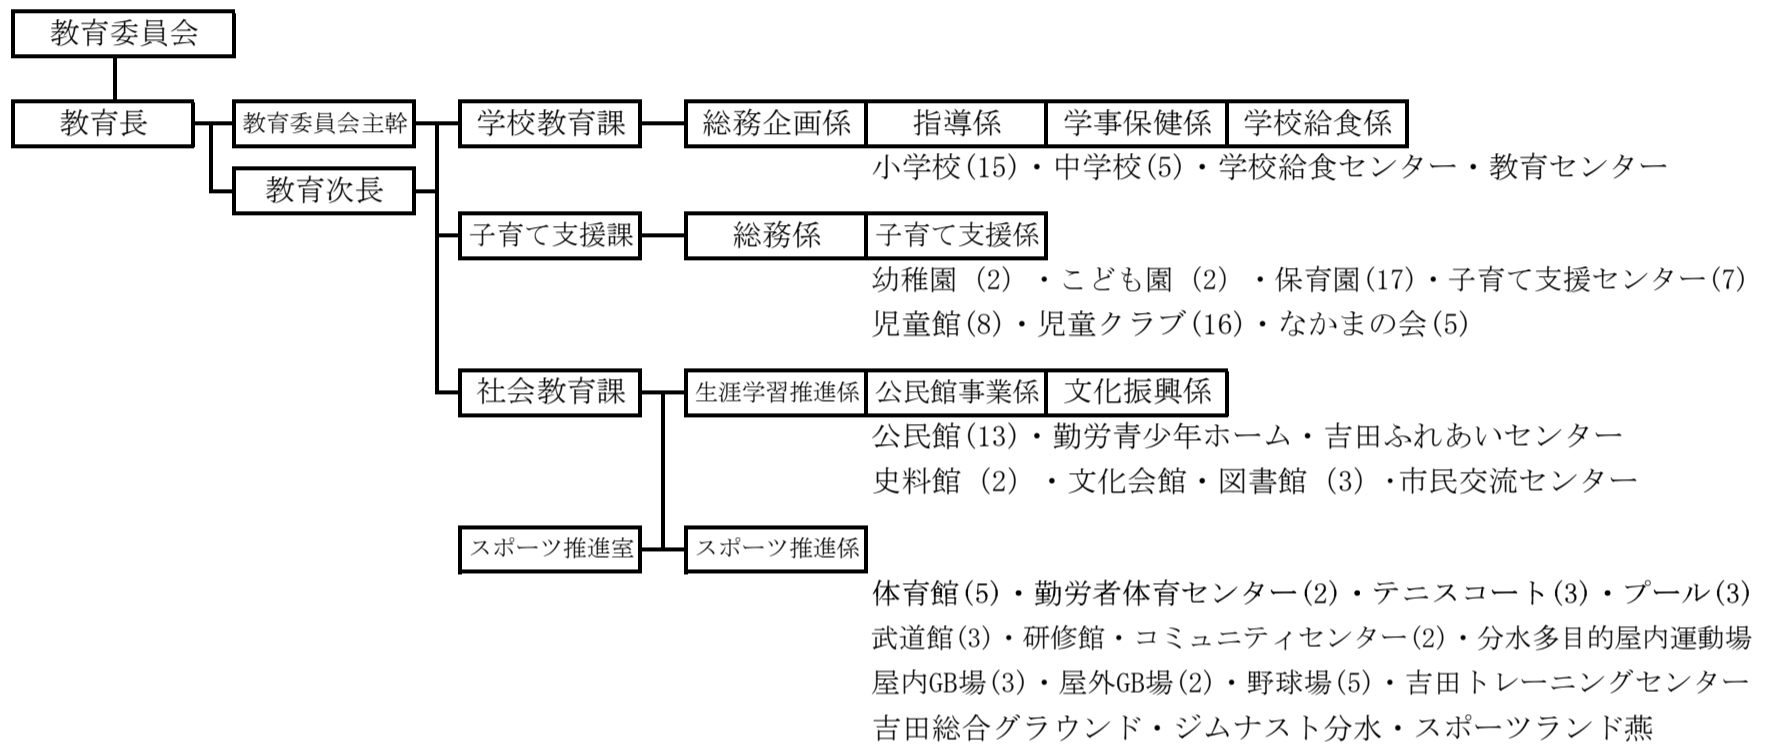 教育委員会
教育長 教育委員会主幹 学校教育課 総務企画係 指導係 学事保健係 学校給食係
小学校(15)・中学校(5)・学校給食センター・教育センター
教育次長
子育て支援課 総務係 子育て支援係
幼稚園（2）・こども園（2）・保育園(17)・子育て支援センター(7)
児童館(8)・児童クラブ(16)・なかまの会(5)
社会教育課 生涯学習推進係 公民館事業係 文化振興係
公民館(13)・勤労青少年ホーム・吉田ふれあいセンター
史料館（2）・文化会館・図書館（3）・市民交流センター
スポーツ推進室 スポーツ推進係
体育館(5)・勤労者体育センター(2)・テニスコート(3)・プール(3)
武道館(3)・研修館・コミュニティセンター(2)・分水多目的屋内運動場
屋内GB場(3)・屋外GB場(2)・野球場(5)・吉田トレーニングセンター
吉田総合グラウンド・ジムナスト分水・スポーツランド燕